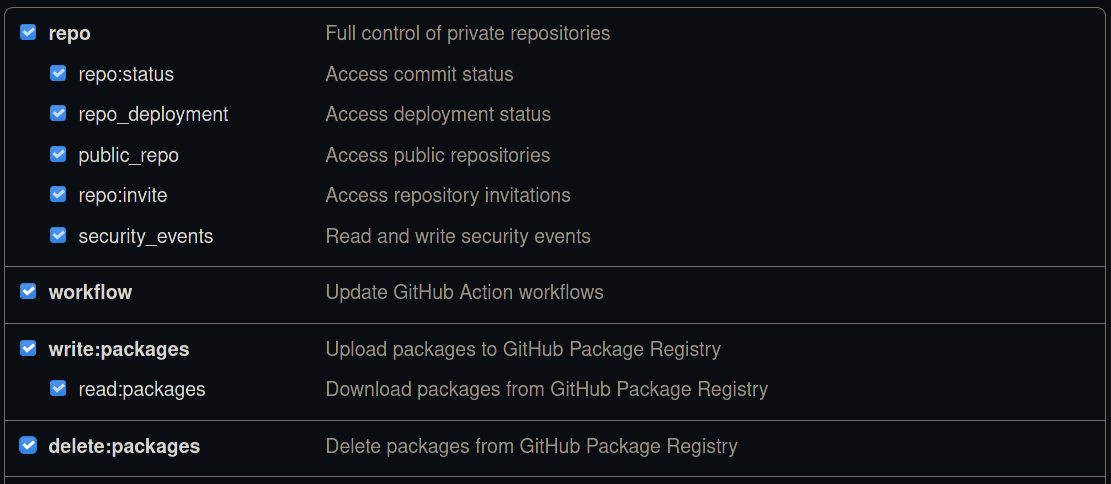 repo Full control of private repositories
repo:status Access commit status
repo_deployment Access deployment status
public_repo Access public repositories
repo:invite Access repository invitations
security_events Read and write security events
workflow Update GitHub Action workflows
write:packages Upload packages to GitHub Package Registry
read:packages Download packages from GitHub Package Registry
delete:packages Delete packages from GitHub Package Registry